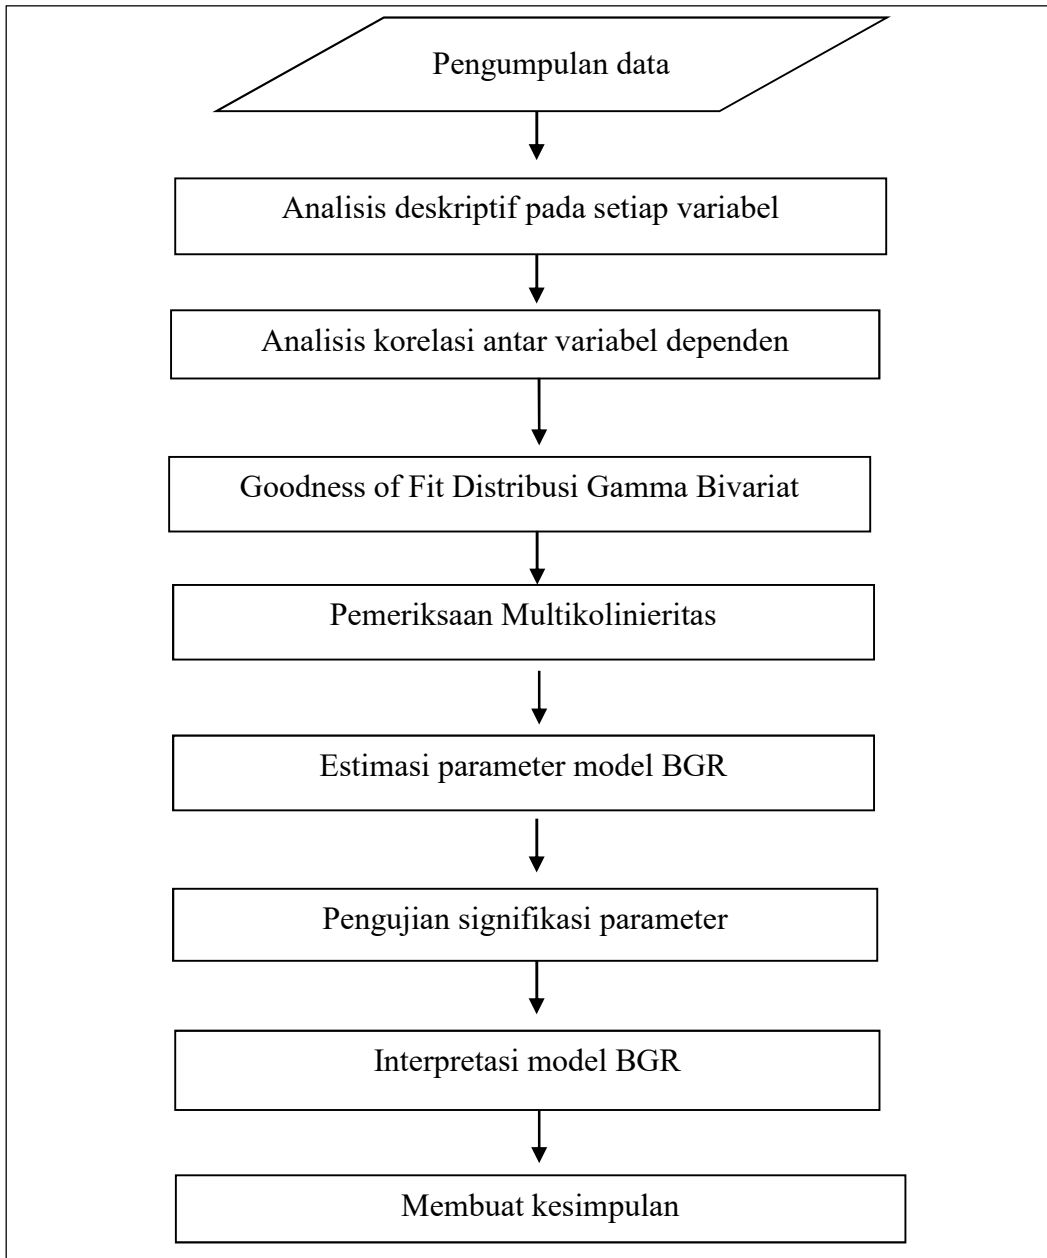 Pengumpulan data
Analisis deskriptif pada setiap variabel
Analisis korelasi antar variabel dependen
Goodness of Fit Distribusi Gamma Bivariat
Pemeriksaan Multikolinieritas
Estimasi parameter model BGR
Pengujian signifikasi parameter
Interpretasi model BGR
Membuat kesimpulan